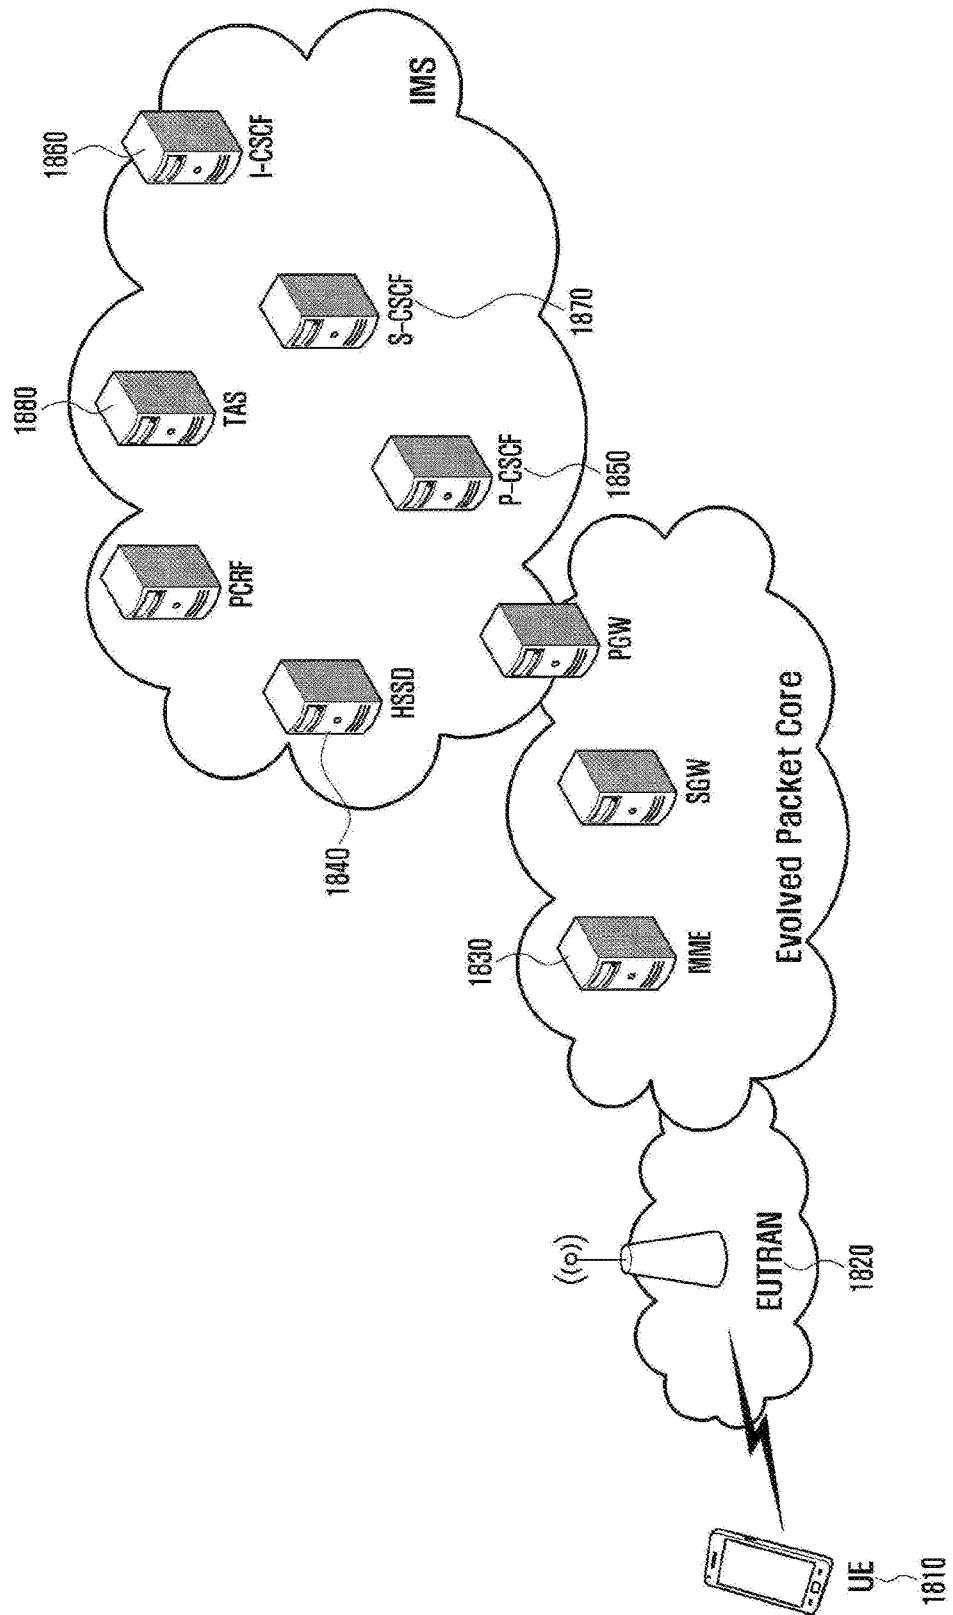 1860
I-CSCF
IMS
S-CSCF
1870
1880
TAS
P-CSCF
1850
PCRF
HSSD
1840
PGW
SGW
1830
MME
Evolved Packet Core
EUTRAN
1820
UE
1810